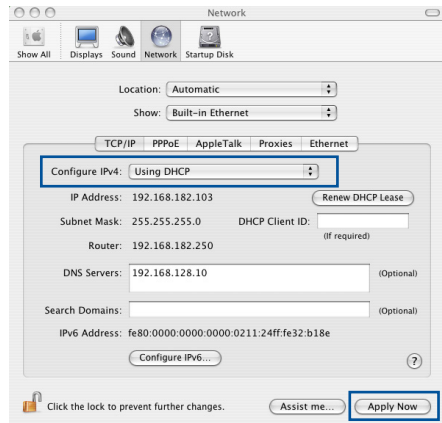 Network
Show All Displays Sound Network Startup Disk
Location: Automatic
Show: Built-in Ethernet
TCP/IP PPPoE AppleTalk Proxies Ethernet
Configure IPv4: Using DHCP
IP Address: 192.168.182.103 Renew DHCP Lease
Subnet Mask: 255.255.255.0 DHCP Client ID:
(If required)
Router: 192.168.182.250
DNS Servers: 192.168.128.10 (Optional)
Search Domains: (Optional)
IPv6 Address: fe80:0000:0000:0000:0211:24ff:fe32:b18e
Configure IPv6... ?
Click the lock to prevent further changes. Assist me... Apply Now